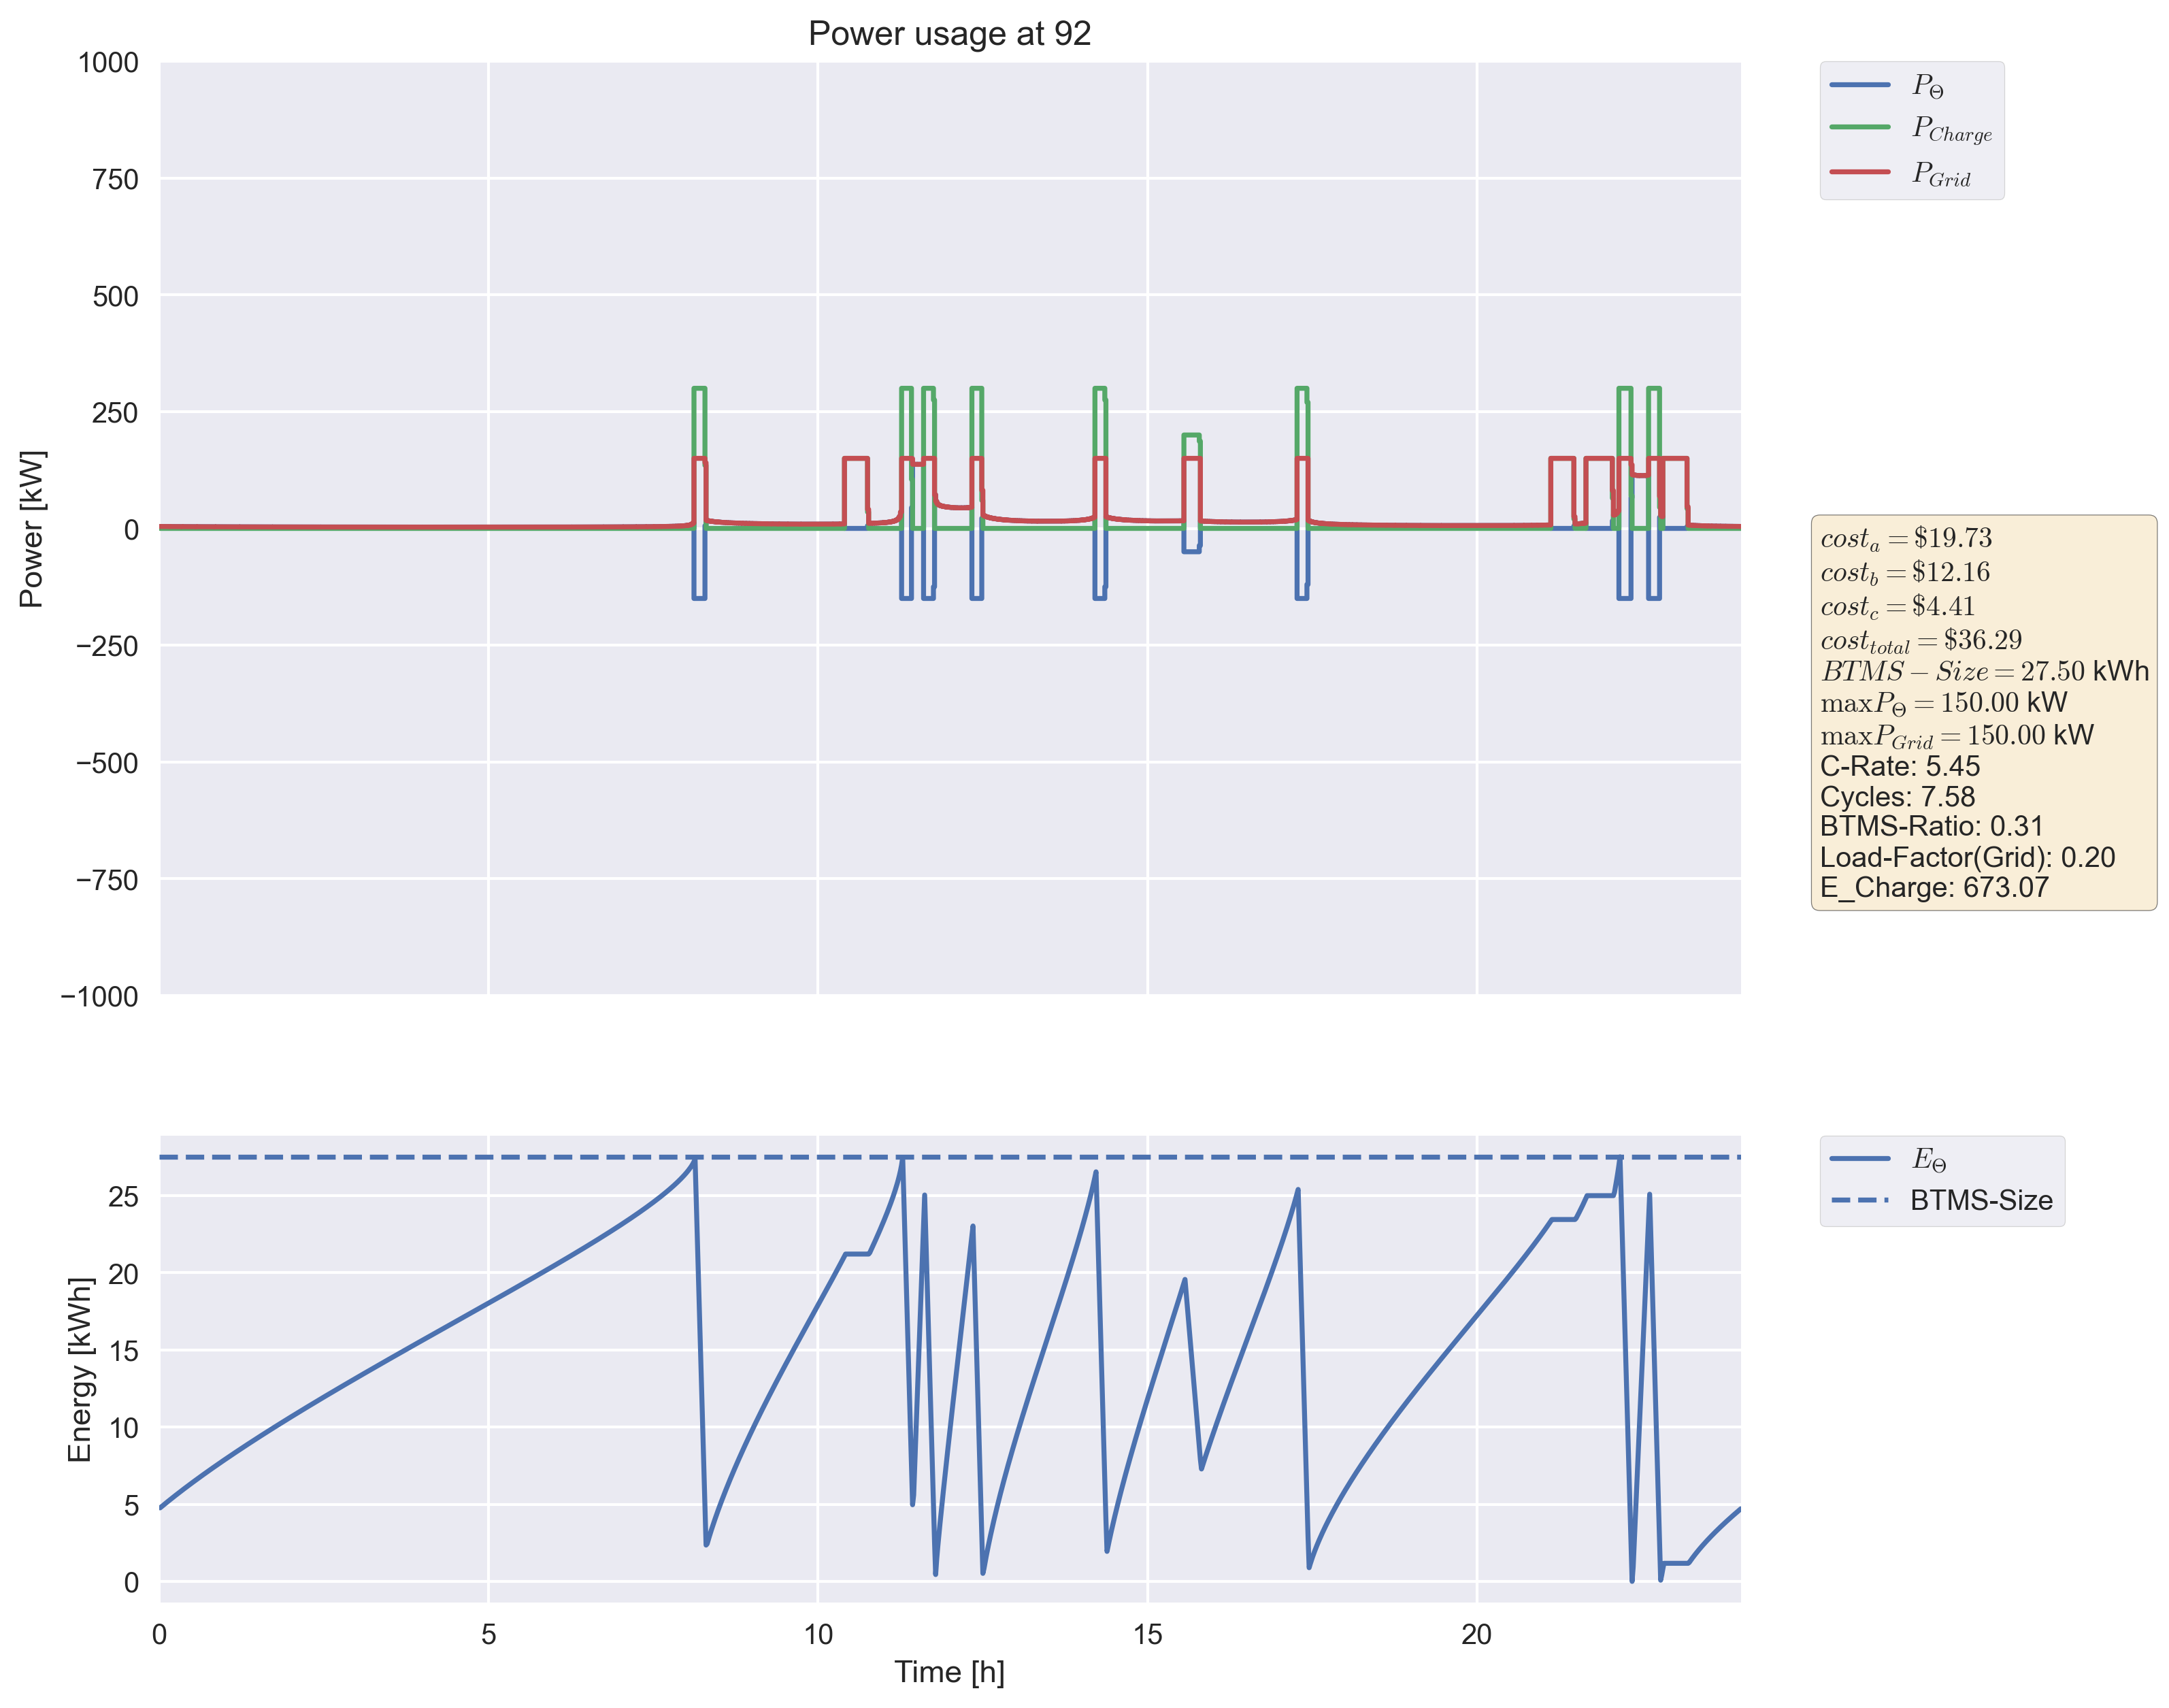 Power usage at 92
1000
750
500
250
0
−250
−500
−750
−1000
Power [kW]
P_Θ
P_Charge
P_Grid
cost_a = $19.73
cost_b = $12.16
cost_c = $4.41
cost_total = $36.29
BTMS − Size = 27.50 kWh
maxP_Θ = 150.00 kW
maxP_Grid = 150.00 kW
C-Rate: 5.45
Cycles: 7.58
BTMS-Ratio: 0.31
Load-Factor(Grid): 0.20
E_Charge: 673.07
25
20
15
10
5
0
Energy [kWh]
E_Θ
BTMS-Size
0 5 10 15 20
Time [h]